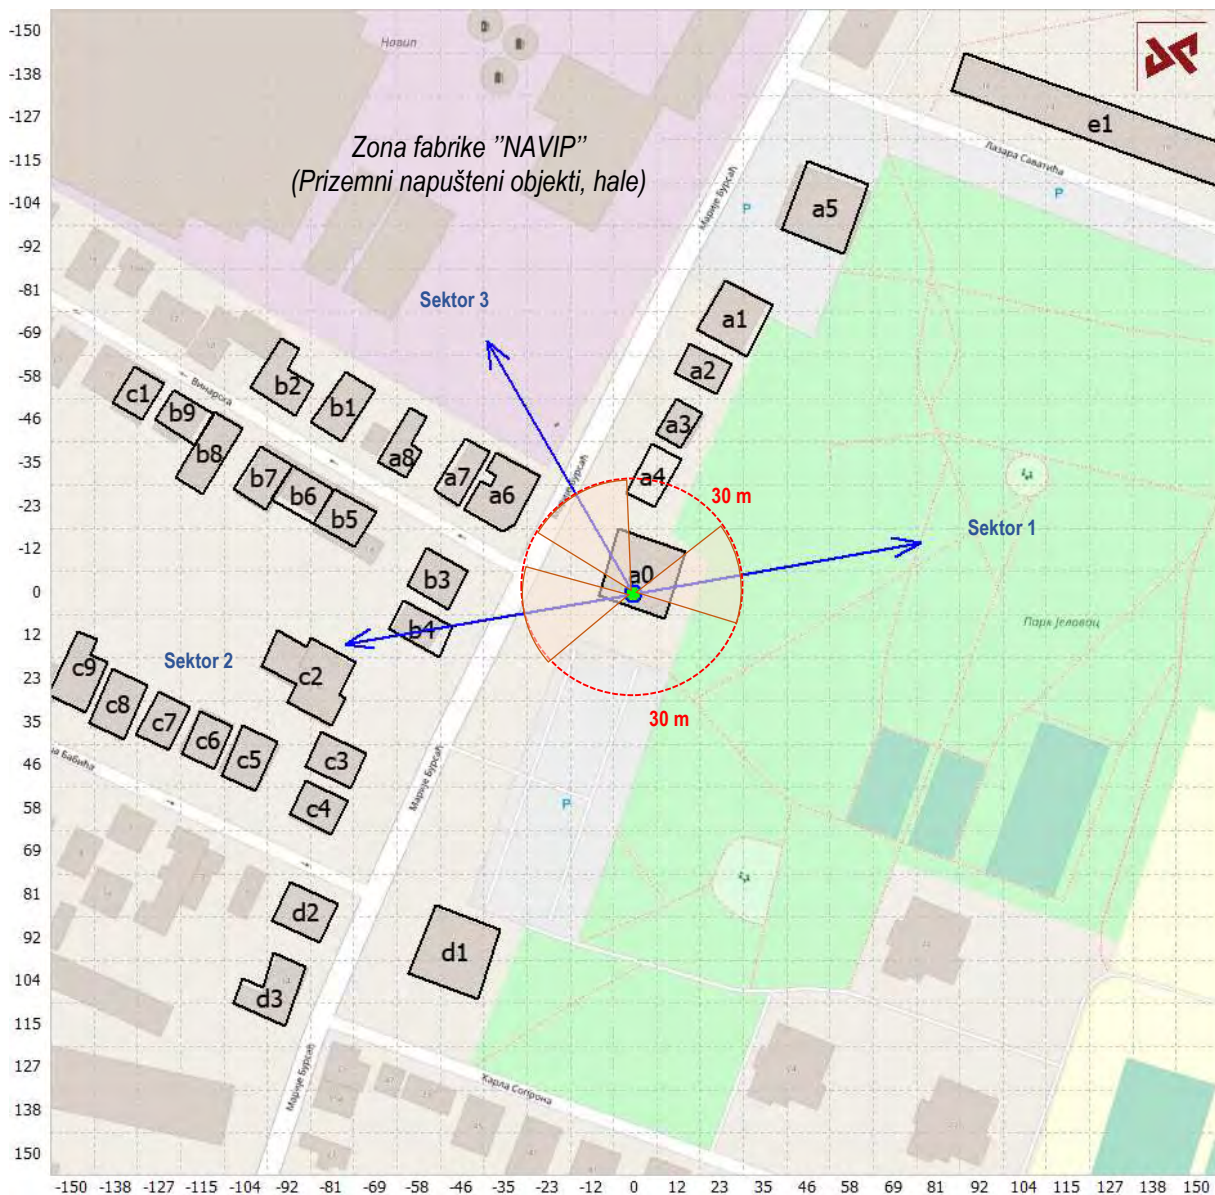 -150
-138
-127
-115
-104
-92
-81
-69
-58
-46
-35
-23
-12
0
12
23
35
46
58
69
81
92
104
115
127
138
150
Новип
Zona fabrike ”NAVIP”
(Prizemni napušteni objekti, hale)
e1
Лазара Саватића
P
P
Марије Бурсаћ
a5
Sektor 3
a1
a2
a3
a4
b2
b1
a8
a7
a6
c1
b9
b8
b7
b6
b5
Винарска
30 m
Sektor 1
a0
b3
b4
Парк Јеловац
Sektor 2
c9
c8
c7
c6
c5
c2
c3
c4
30 m
Марије Бурсаћ
P
d2
d1
d3
Марије Бурсаћ
Карла Сопрона
-150 -138 -127 -115 -104 -92 -81 -69 -58 -46 -35 -23 -12 0 12 23 35 46 58 69 81 92 104 115 127 138 150